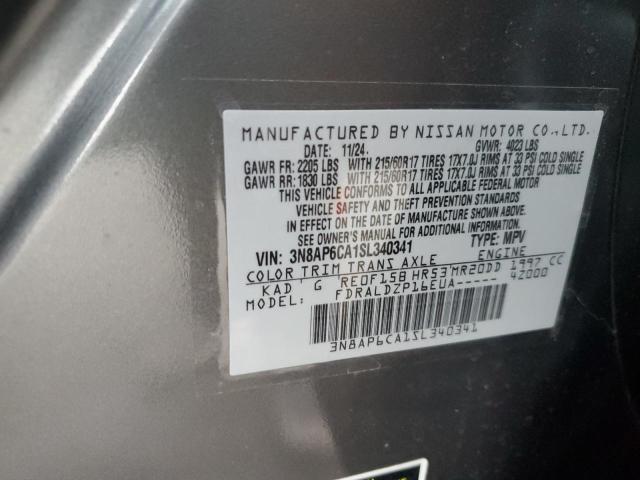 MANUFACTURED BY NISSAN MOTOR CO.,LTD.
DATE: 11/24. GVWR: 4023 LBS
GAWR FR: 2205 LBS WITH 215/60R17 TIRES 17X7.0J RIMS AT 33 PSI COLD SINGLE
GAWR RR: 1830 LBS WITH 215/60R17 TIRES 17X7.0J RIMS AT 33 PSI COLD SINGLE
THIS VEHICLE CONFORMS TO ALL APPLICABLE FEDERAL MOTOR
VEHICLE SAFETY AND THEFT PREVENTION STANDARDS
IN EFFECT ON THE DATE OF MANUFACTURE SHOWN ABOVE.
SEE OWNER'S MANUAL FOR ADDITIONAL INFORMATION.
VIN: 3N8AP6CA1SL340341 TYPE: MPV
COLOR TRIM TRANS AXLE ENGINE
KAD G RE0F15B HR53 MR20DD 1997 CC
MODEL: FDRALDZP16EUA----- 42000
3N8AP6CA1SL340341